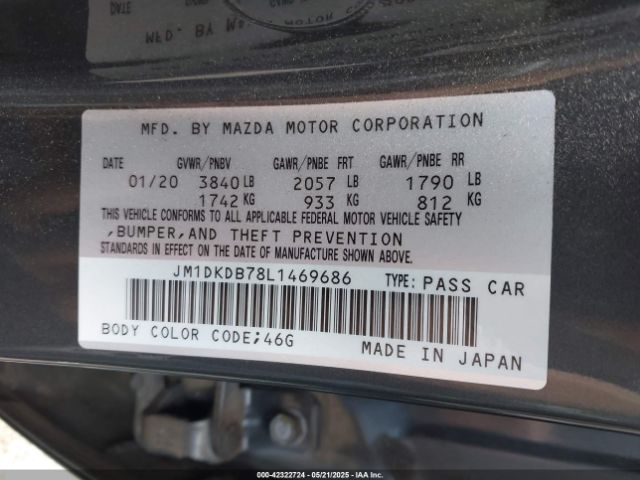 MFD. BY MAZDA MOTOR CORPORATION
DATE GVWR/PNBV GAWR/PNBE FRT GAWR/PNBE RR
01/20 3840 LB 2057 LB 1790 LB
1742 KG 933 KG 812 KG
THIS VEHICLE CONFORMS TO ALL APPLICABLE FEDERAL MOTOR VEHICLE SAFETY
,BUMPER,AND THEFT PREVENTION
STANDARDS IN EFFECT ON THE DATE OF MANUFACTURE SHOWN ABOVE.
JM1DKDB78L1469686 TYPE: PASS CAR
BODY COLOR CODE;46G MADE IN JAPAN
000-42322724 - 05/21/2025 - IAA Inc.